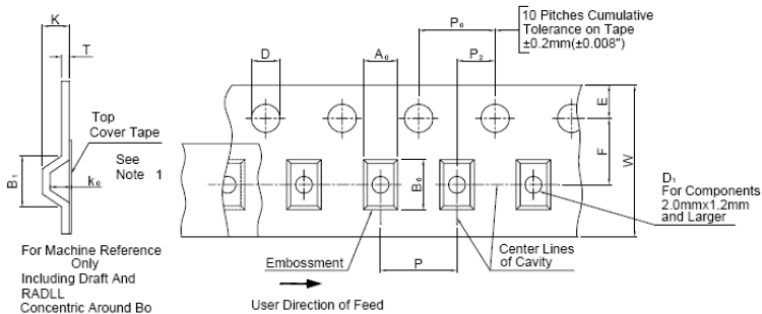 K
T
D
A₀
P₀
P₂
10 Pitches Cumulative
Tolerance on Tape
±0.2mm(±0.008")
Top
Cover Tape
See
Note 1
B₁
k₀
B₀
E
F
W
D₁
For Components
2.0mmx1.2mm
and Larger
For Machine Reference
Only
Including Draft And
RADLL
Concentric Around Bo
Embossment
P
Center Lines
of Cavity
User Direction of Feed